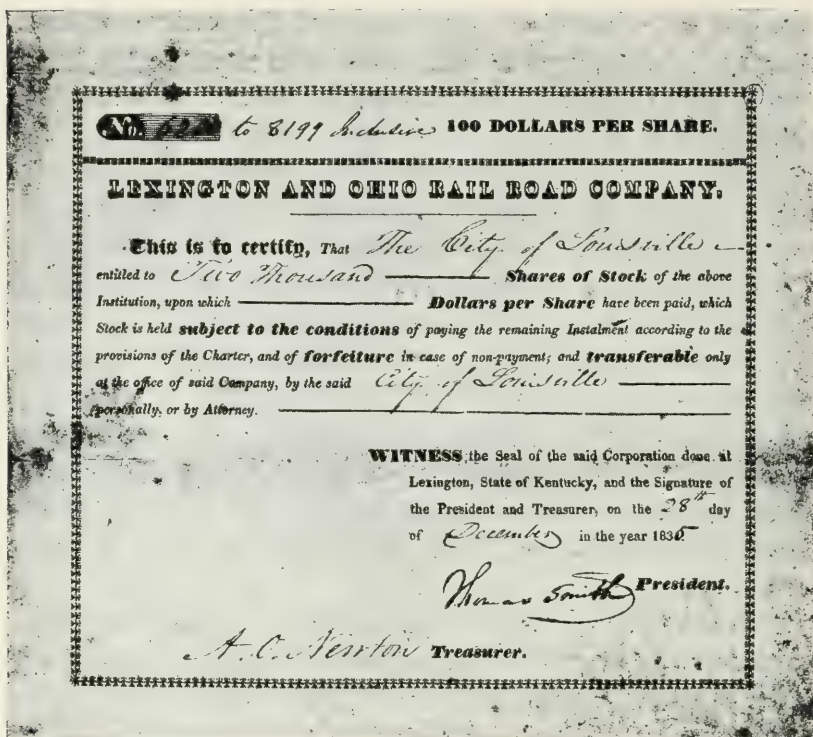 No. to 8199 Inclusive 100 DOLLARS PER SHARE.
LEXINGTON AND OHIO RAIL ROAD COMPANY.
This is to certify, That The City of Louisville
entitled to Two Thousand Shares of Stock of the above
Institution, upon which Dollars per Share have been paid, which
Stock is held subject to the conditions of paying the remaining Instalment according to the
provisions of the Charter, and of forfeiture in case of non-payment; and transferable only
at the office of said Company, by the said City of Louisville
personally, or by Attorney.
WITNESS the Seal of the said Corporation done at
Lexington, State of Kentucky, and the Signature of
the President and Treasurer, on the 28th day
of December in the year 1835
Thomas Smith President.
A. C. Newton Treasurer.